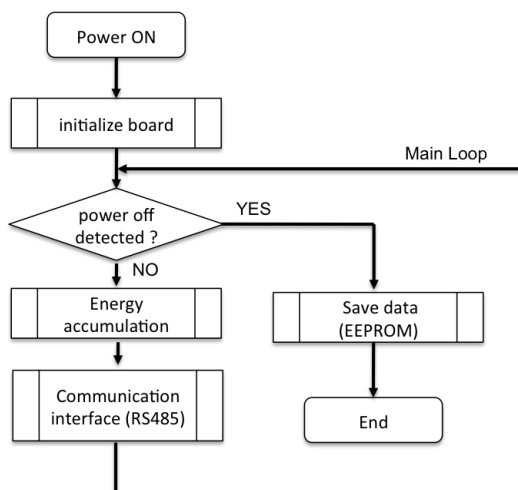 Power ON
initialize board
Main Loop
power off
detected ?
YES
NO
Energy
accumulation
Save data
(EEPROM)
Communication
interface (RS485)
End